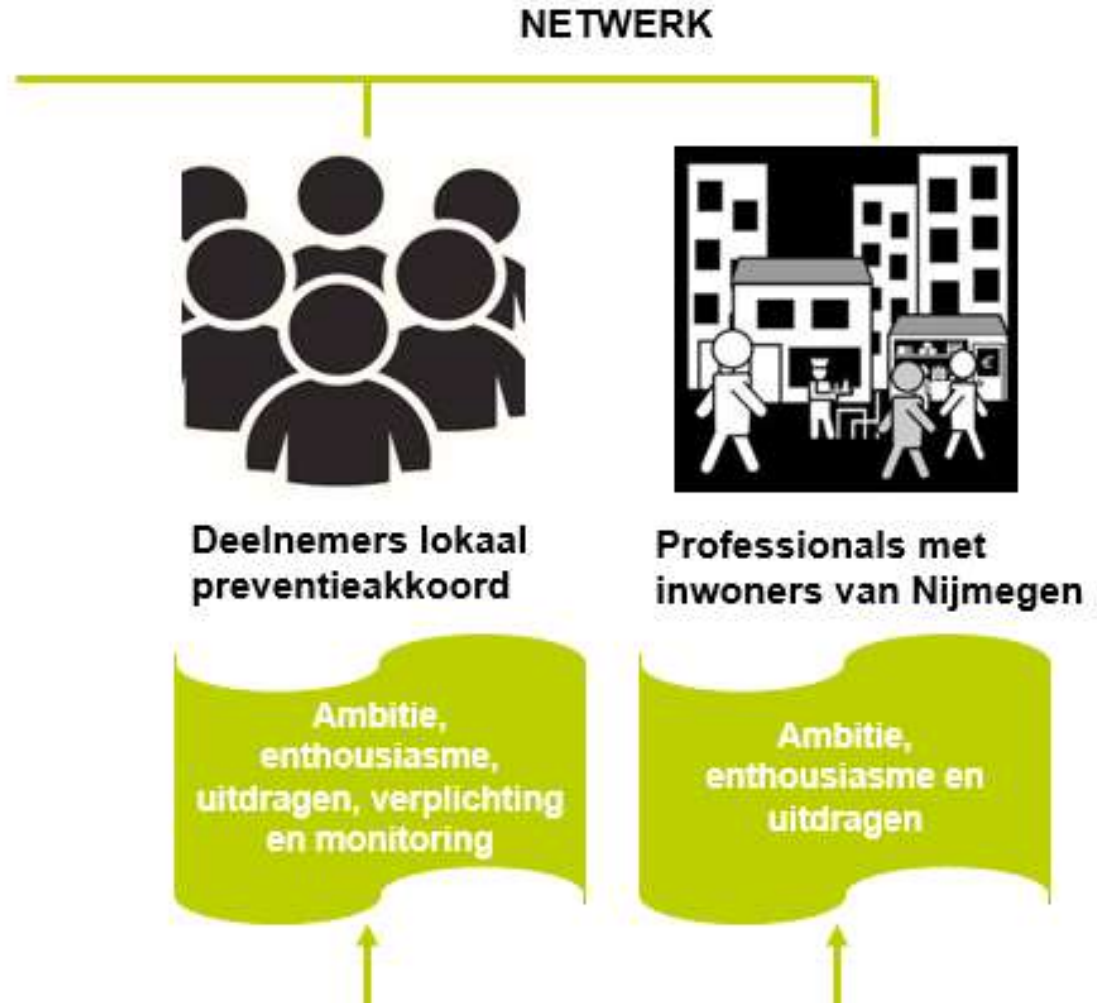 NETWERK
Deelnemers lokaal
preventieakkoord
Professionals met
inwoners van Nijmegen
Ambitie,
enthousiasme,
uitdragen, verplichting
en monitoring
Ambitie,
enthousiasme en
uitdragen